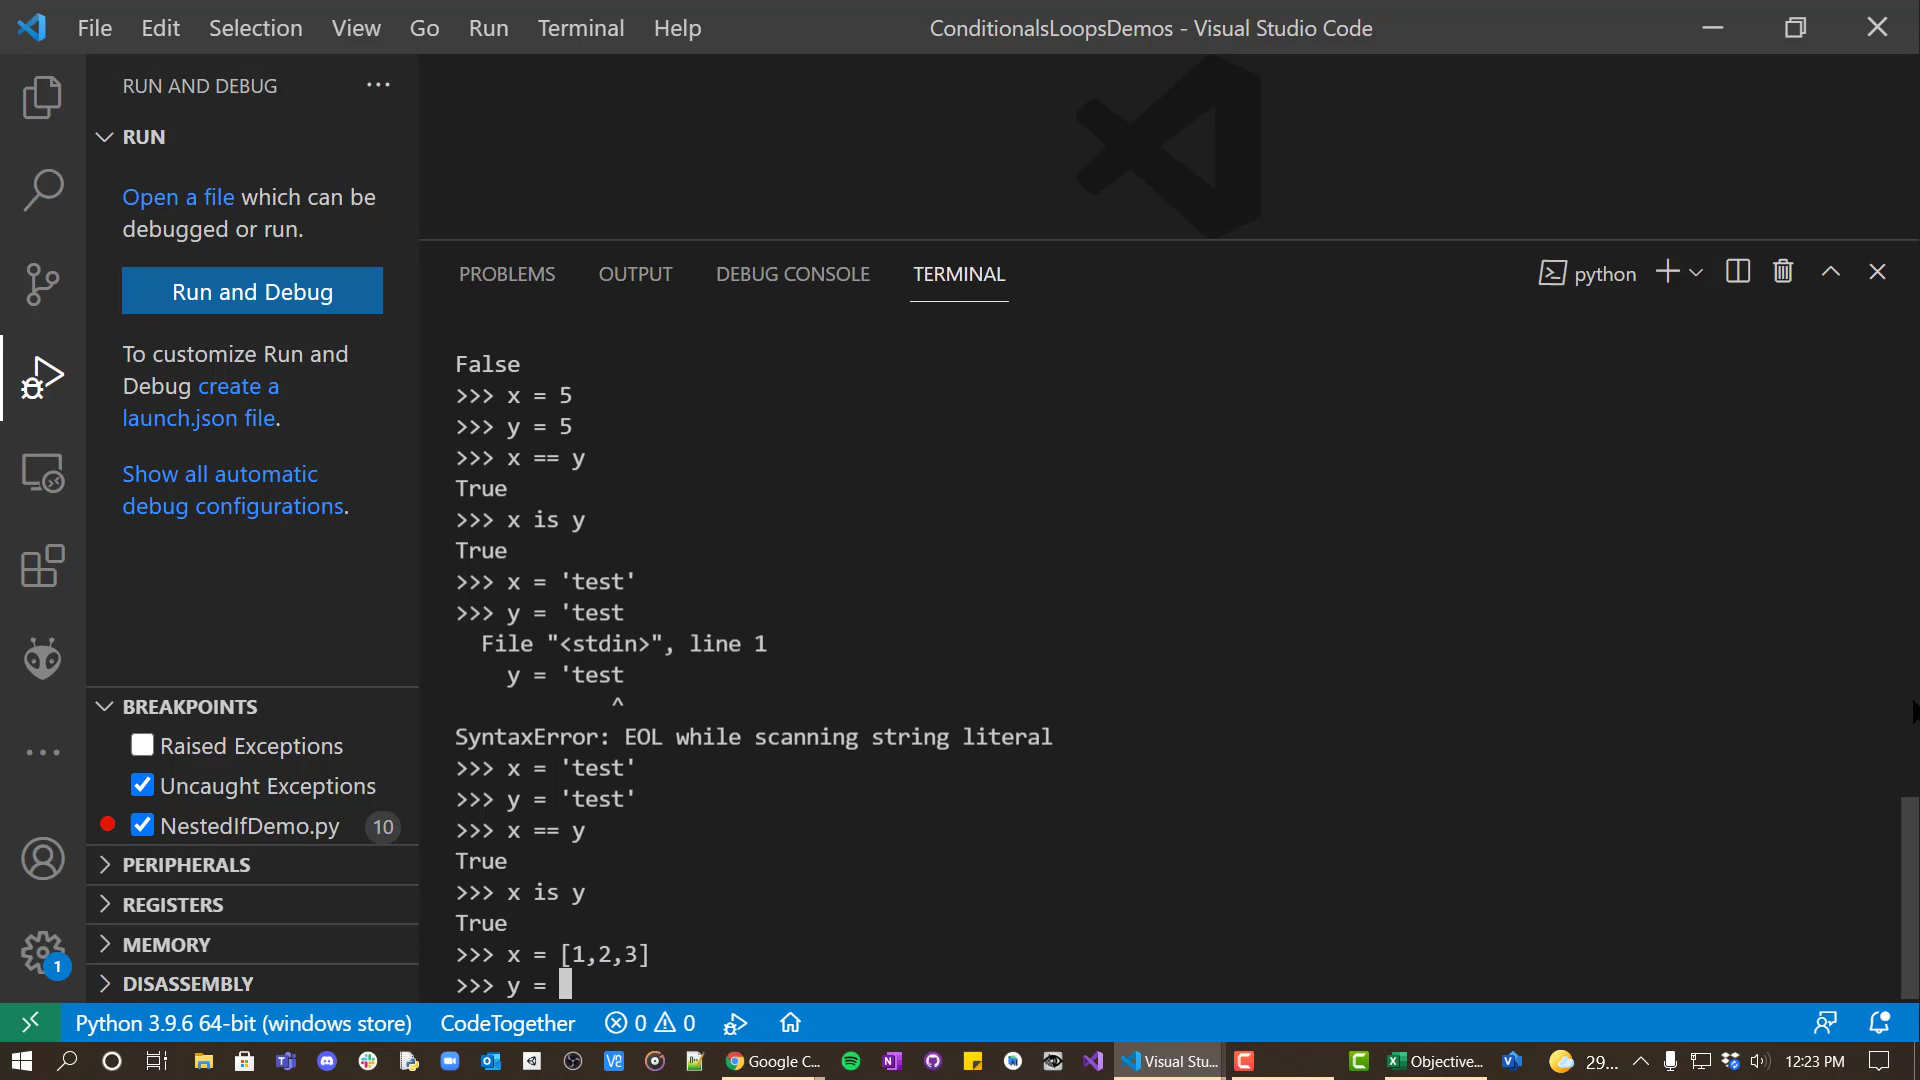 File Edit Selection View Go Run Terminal Help
ConditionalsLoopsDemos - Visual Studio Code
RUN AND DEBUG
RUN
Open a file which can be
debugged or run.
Run and Debug
To customize Run and
Debug create a
launch.json file.
Show all automatic
debug configurations.
BREAKPOINTS
Raised Exceptions
Uncaught Exceptions
NestedIfDemo.py 10
PERIPHERALS
REGISTERS
MEMORY
DISASSEMBLY
1
PROBLEMS OUTPUT DEBUG CONSOLE TERMINAL
python
False
>>> x = 5
>>> y = 5
>>> x == y
True
>>> x is y
True
>>> x = 'test'
>>> y = 'test
File "<stdin>", line 1
y = 'test
^
SyntaxError: EOL while scanning string literal
>>> x = 'test'
>>> y = 'test'
>>> x == y
True
>>> x is y
True
>>> x = [1,2,3]
>>> y =
Python 3.9.6 64-bit (windows store) CodeTogether 0 0
Google C... Visual Stu... Objective... 29... 12:23 PM